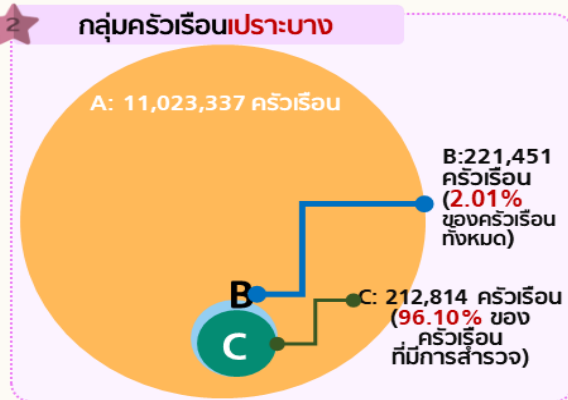 2
กลุ่มครัวเรือนเปราะบาง
A: 11,023,337 ครัวเรือน
B:221,451
ครัวเรือน
(2.01%
ของครัวเรือน
ทั้งหมด)
B
C: 212,814 ครัวเรือน
(96.10% ของ
ครัวเรือน
ที่มีการสำรวจ)
C